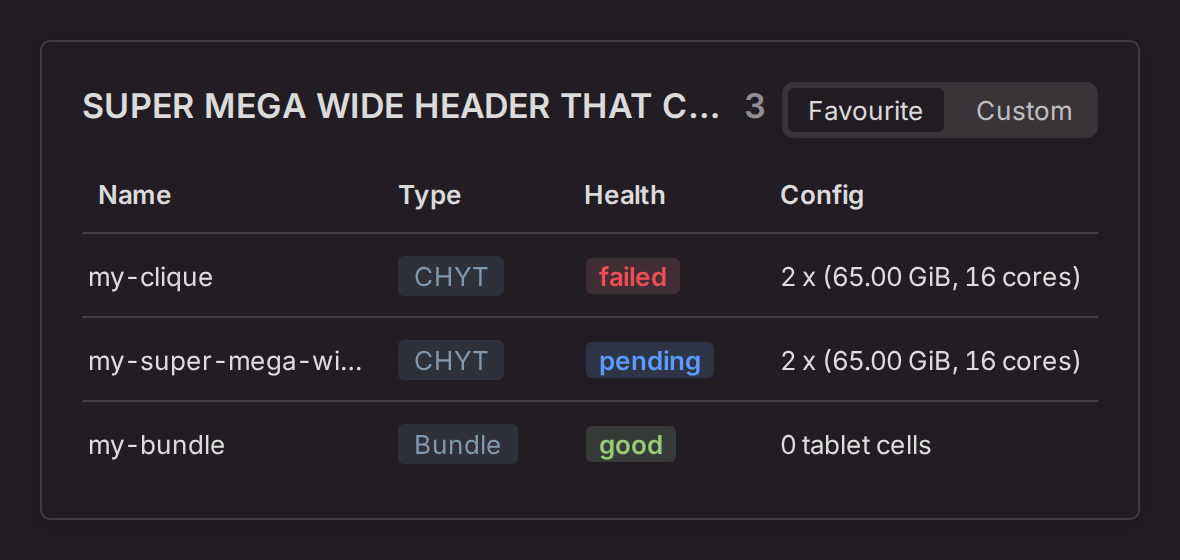 SUPER MEGA WIDE HEADER THAT C... 3 Favourite Custom
Name Type Health Config
my-clique CHYT failed 2 x (65.00 GiB, 16 cores)
my-super-mega-wi... CHYT pending 2 x (65.00 GiB, 16 cores)
my-bundle Bundle good 0 tablet cells